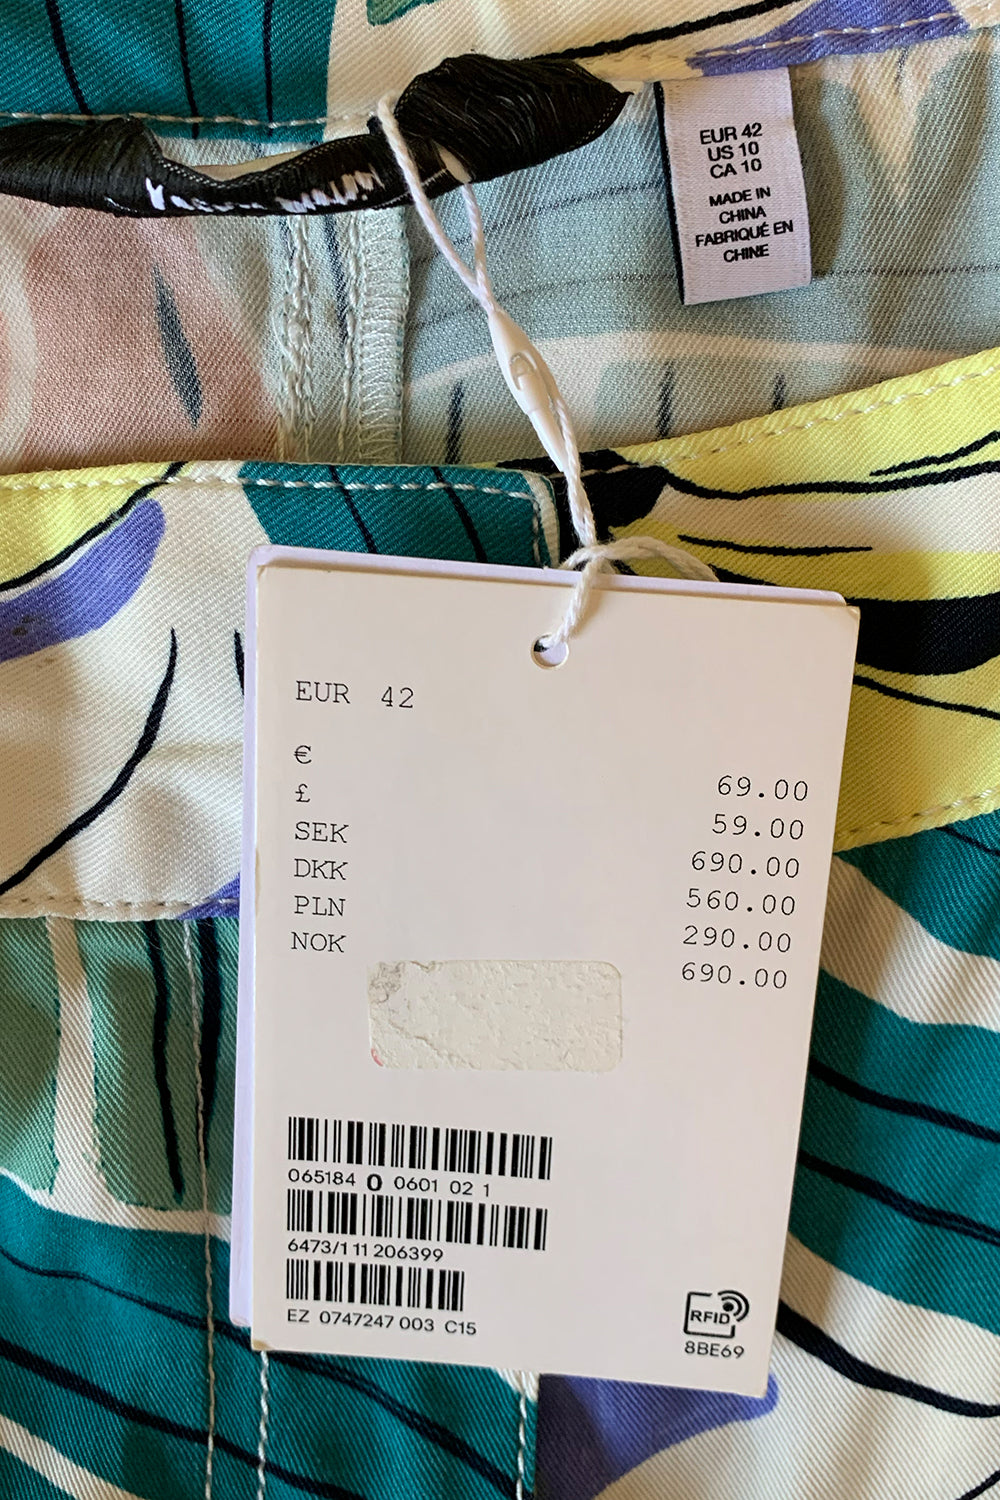 EUR 42
US 10
CA 10
MADE IN
CHINA
FABRIQUÉ EN
CHINE
EUR 42
€ 69.00
£ 59.00
SEK 690.00
DKK 560.00
PLN 290.00
NOK 690.00
065184 0 0601 02 1
6473/1 11 206399
EZ 0747247 003 C15
RFID
8BE69